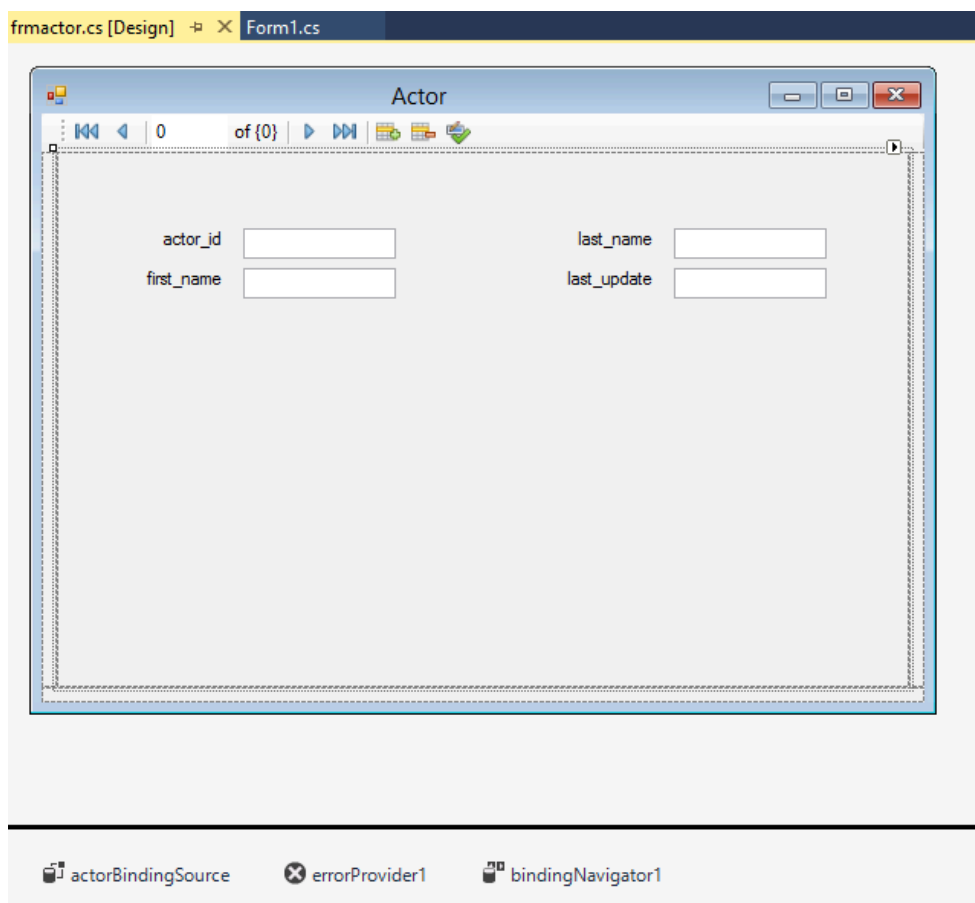 frmactor.cs [Design] Form1.cs
Actor
0 of {0}
actor_id last_name
first_name last_update
actorBindingSource errorProvider1 bindingNavigator1